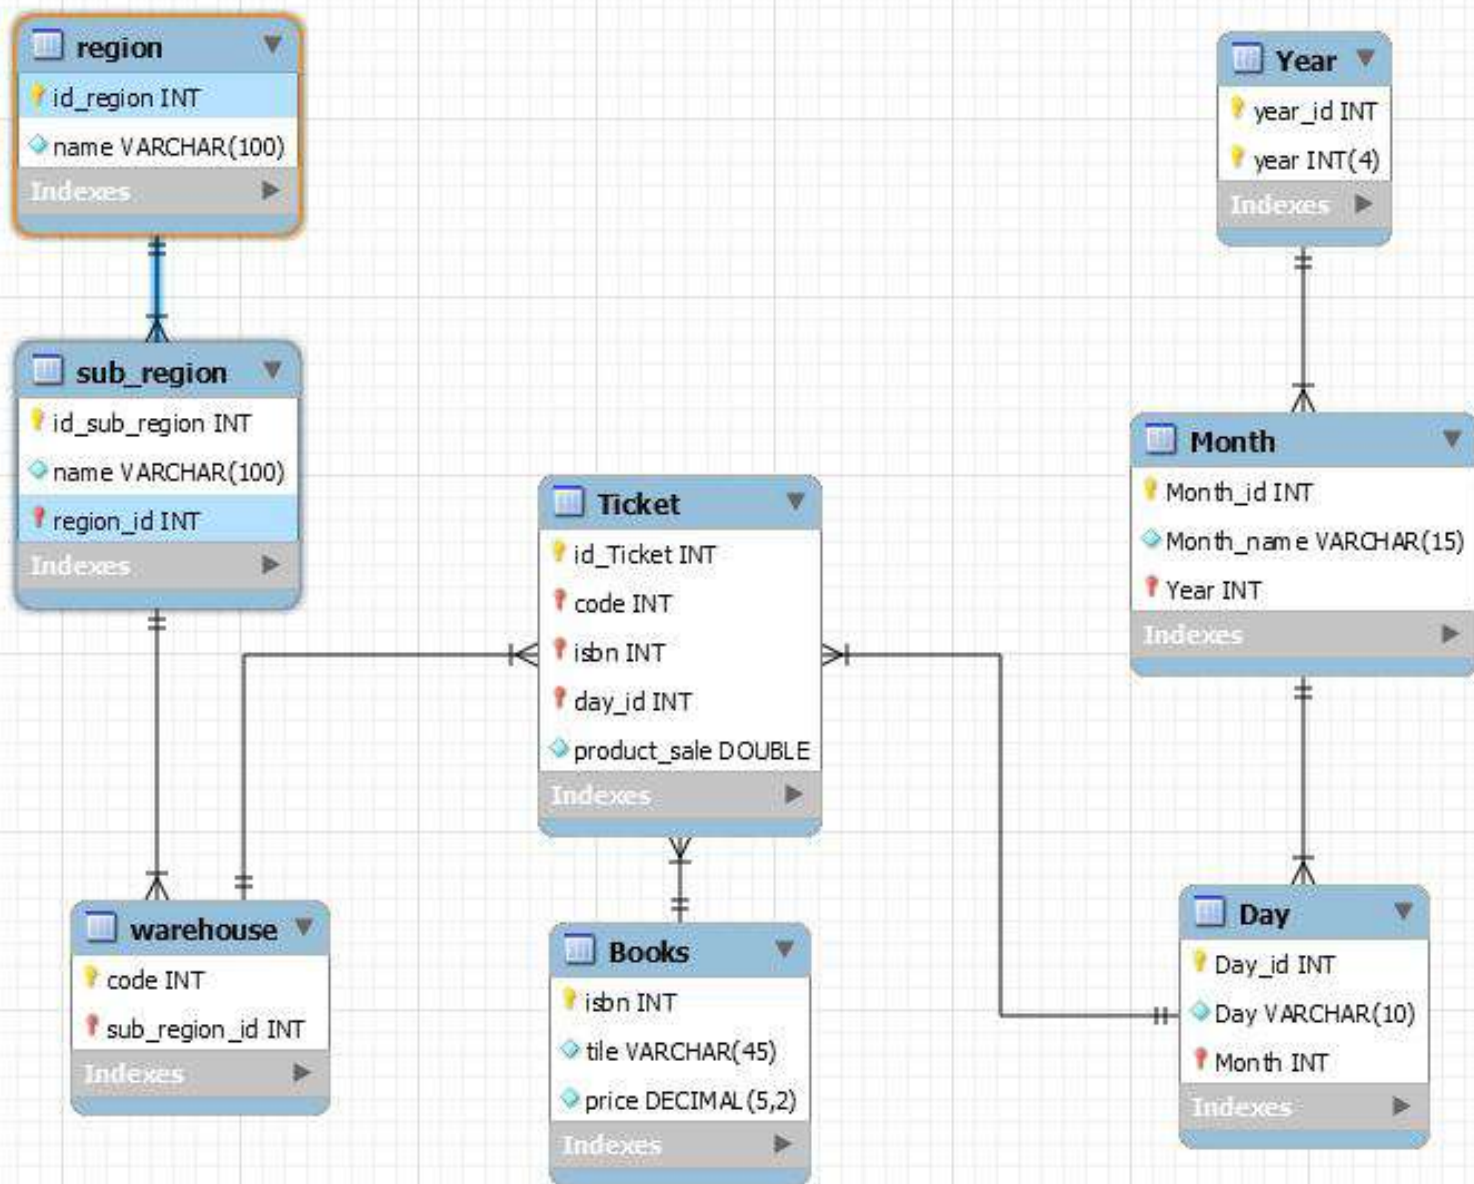 region
id_region INT
name VARCHAR(100)
Indexes
sub_region
id_sub_region INT
name VARCHAR(100)
region_id INT
Indexes
warehouse
code INT
sub_region_id INT
Indexes
Ticket
id_Ticket INT
code INT
isbn INT
day_id INT
product_sale DOUBLE
Indexes
Books
isbn INT
tile VARCHAR(45)
price DECIMAL(5,2)
Indexes
Year
year_id INT
year INT(4)
Indexes
Month
Month_id INT
Month_name VARCHAR(15)
Year INT
Indexes
Day
Day_id INT
Day VARCHAR(10)
Month INT
Indexes